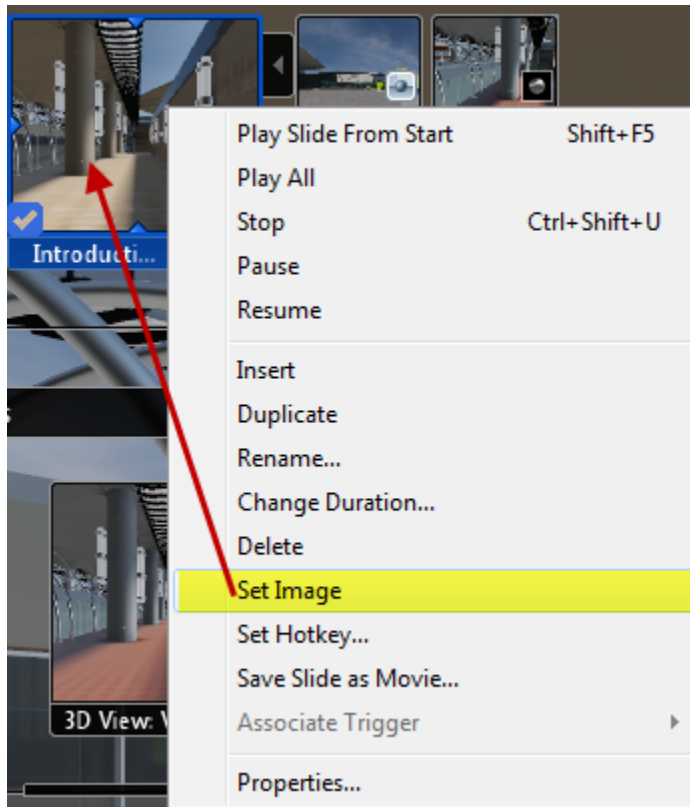 Play Slide From Start Shift+F5
Play All
Stop Ctrl+Shift+U
Introducti...
Pause
Resume
Insert
Duplicate
Rename...
Change Duration...
Delete
Set Image
Set Hotkey...
Save Slide as Movie...
3D View:
Associate Trigger
Properties...